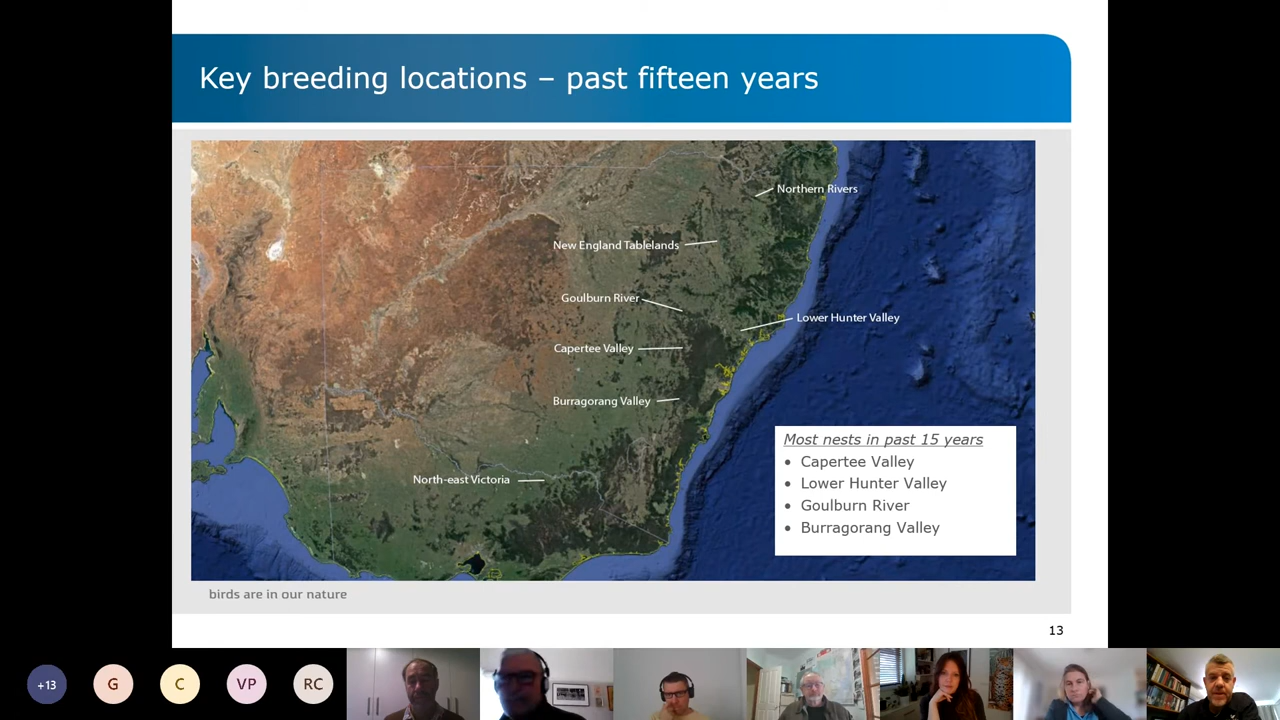 Key breeding locations – past fifteen years
Northern Rivers
New England Tablelands
Goulburn River
Lower Hunter Valley
Capertee Valley
Burragorang Valley
North-east Victoria
Most nests in past 15 years
• Capertee Valley
• Lower Hunter Valley
• Goulburn River
• Burragorang Valley
birds are in our nature
13
+13
G
C
VP
RC